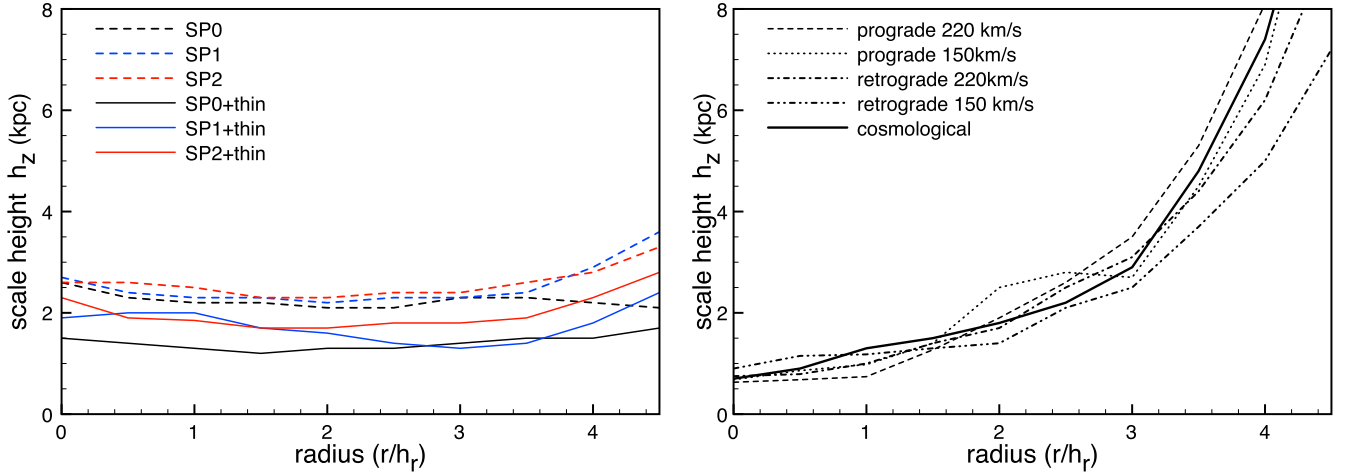 8
6
4
2
0
scale height h_z (kpc)
SP0
SP1
SP2
SP0+thin
SP1+thin
SP2+thin
0 1 2 3 4
radius (r/h_r)
8
6
4
2
0
scale height h_z (kpc)
prograde 220 km/s
prograde 150km/s
retrograde 220km/s
retrograde 150 km/s
cosmological
0 1 2 3 4
radius (r/h_r)